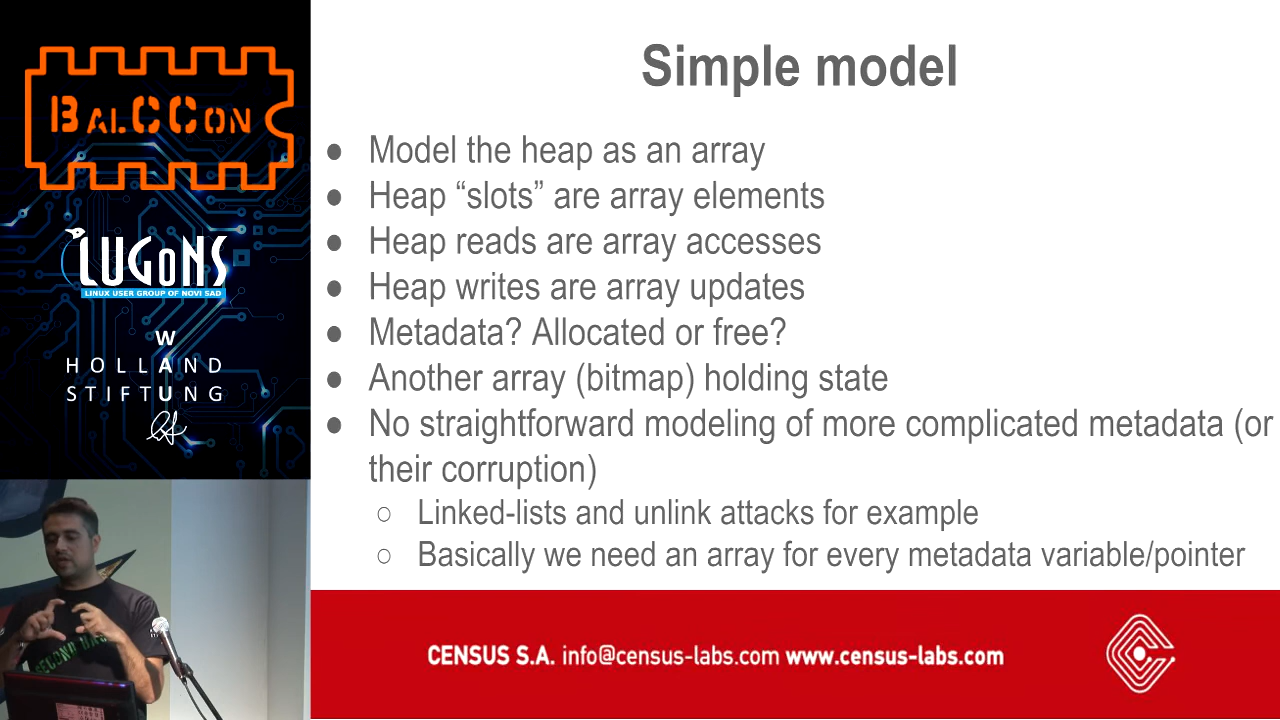 BALCCON
LUGONS
LINUX USER GROUP OF NOVI SAD
WAU
HOLLAND
STIFTUNG
Simple model
● Model the heap as an array
● Heap “slots” are array elements
● Heap reads are array accesses
● Heap writes are array updates
● Metadata? Allocated or free?
● Another array (bitmap) holding state
● No straightforward modeling of more complicated metadata (or
their corruption)
○ Linked-lists and unlink attacks for example
○ Basically we need an array for every metadata variable/pointer
CENSUS S.A. info@census-labs.com www.census-labs.com